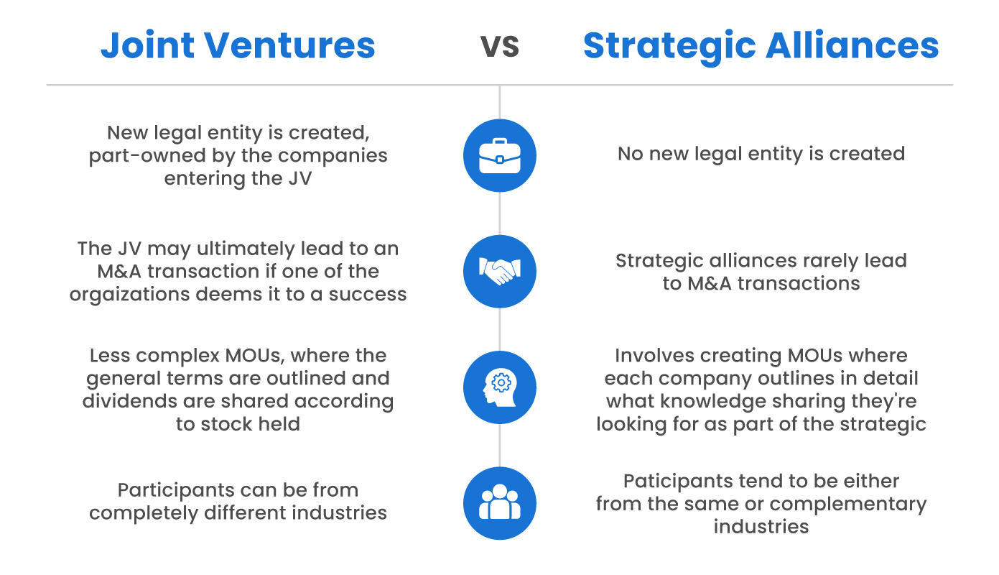 Joint Ventures
VS
Strategic Alliances
New legal entity is created,
part-owned by the companies
entering the JV
No new legal entity is created
The JV may ultimately lead to an
M&A transaction if one of the
orgaizations deems it to a success
Strategic alliances rarely lead
to M&A transactions
Less complex MOUs, where the
general terms are outlined and
dividends are shared according
to stock held
Involves creating MOUs where
each company outlines in detail
what knowledge sharing they're
looking for as part of the strategic
Participants can be from
completely different industries
Paticipants tend to be either
from the same or complementary
industries